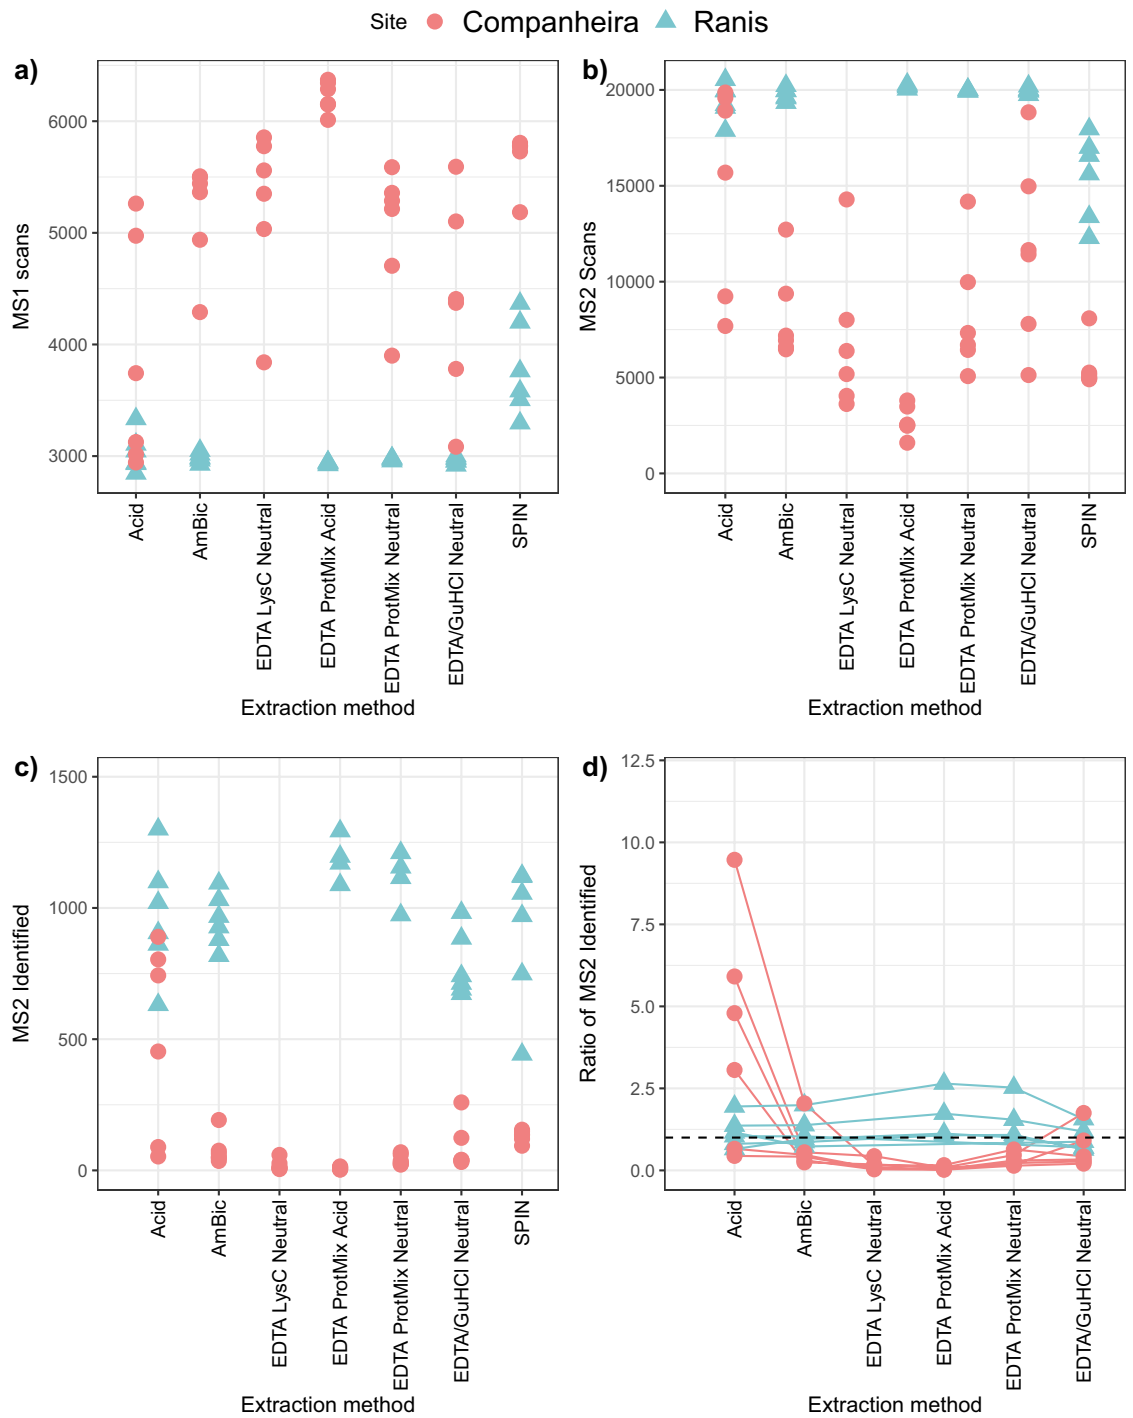 Site Companheira Ranis
a)
MS1 scans
6000
5000
4000
3000
Acid
AmBic
EDTA LysC Neutral
EDTA ProtMix Acid
EDTA ProtMix Neutral
EDTA/GuHCl Neutral
SPIN
Extraction method
b)
MS2 Scans
20000
15000
10000
5000
0
Acid
AmBic
EDTA LysC Neutral
EDTA ProtMix Acid
EDTA ProtMix Neutral
EDTA/GuHCl Neutral
SPIN
Extraction method
c)
MS2 Identified
1500
1000
500
0
Acid
AmBic
EDTA LysC Neutral
EDTA ProtMix Acid
EDTA ProtMix Neutral
EDTA/GuHCl Neutral
SPIN
Extraction method
d)
Ratio of MS2 Identified
12.5
10.0
7.5
5.0
2.5
0.0
Acid
AmBic
EDTA LysC Neutral
EDTA ProtMix Acid
EDTA ProtMix Neutral
EDTA/GuHCl Neutral
Extraction method